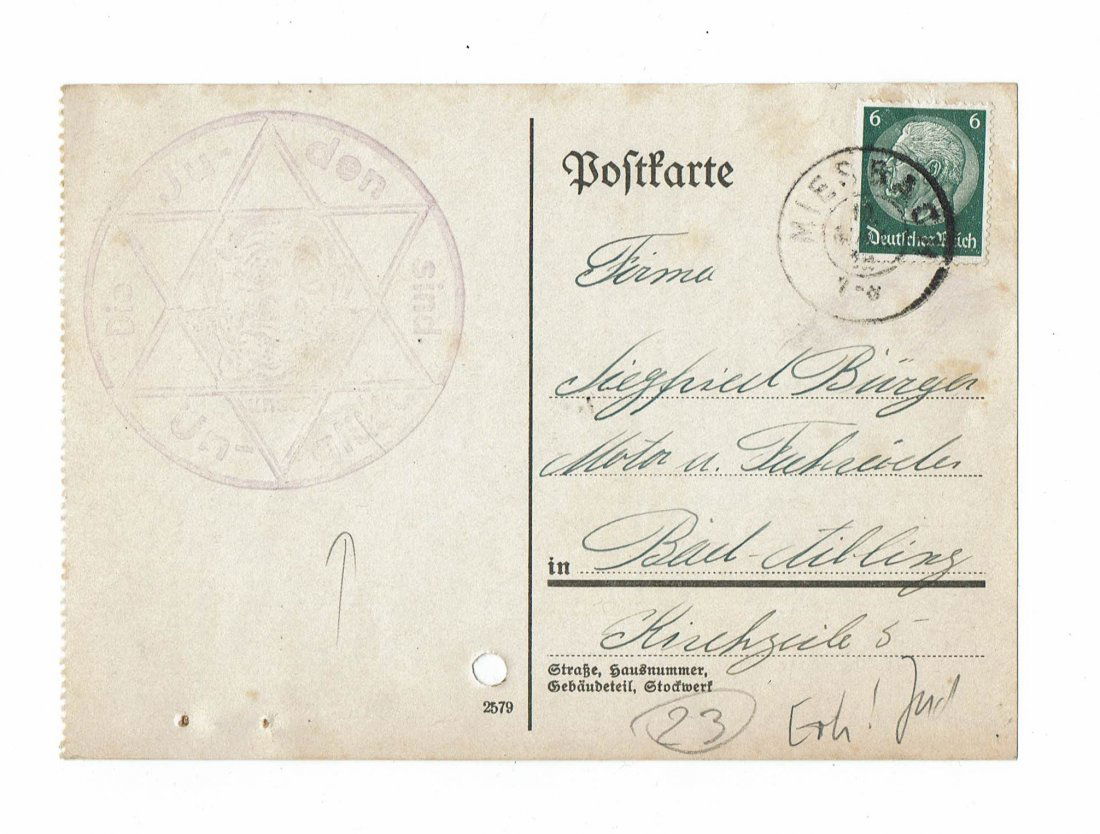 Die Ju- den sind un-
Postkarte
6 6
Deutsches Reich
MIESBACH
Firma
Siegfried Bürger
Motor u. Fahrräder
in Bad-Aibling
Kirchzeile 5
Straße, Hausnummer,
Gebäudeteil, Stockwerk
2579
23
Jud